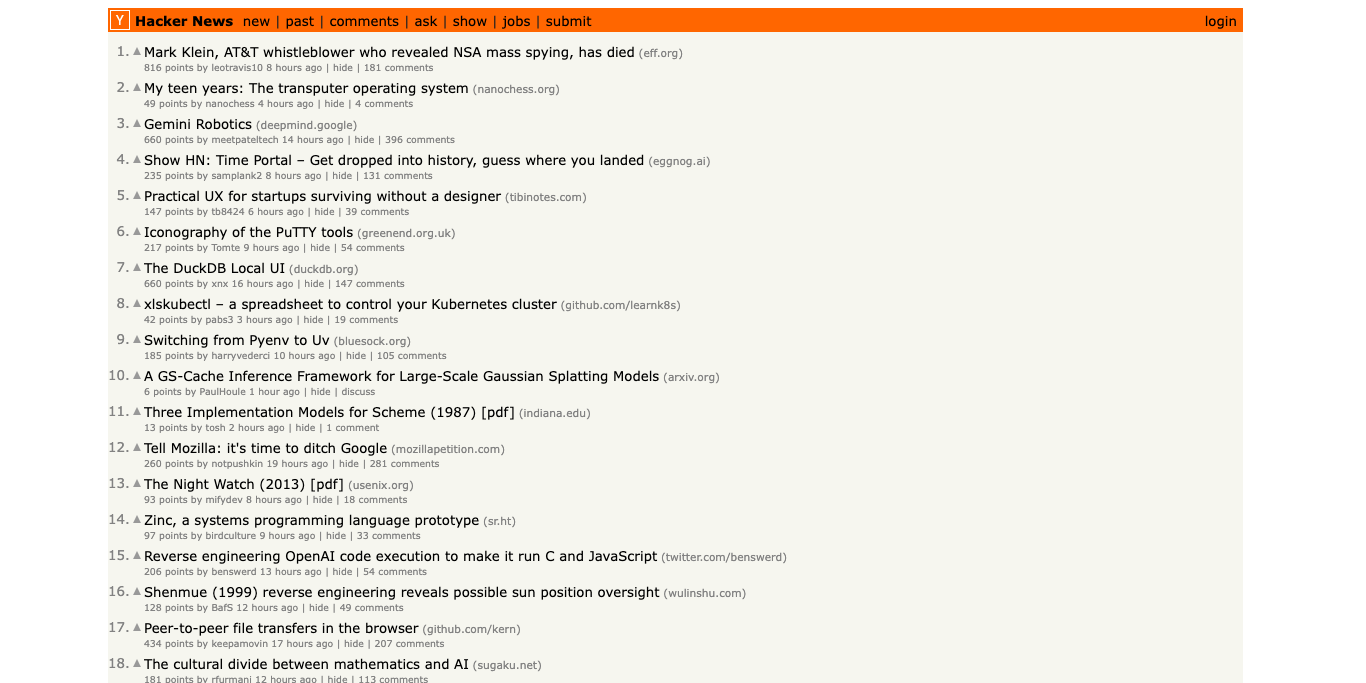 Y Hacker News new | past | comments | ask | show | jobs | submit login
1. ▲ Mark Klein, AT&T whistleblower who revealed NSA mass spying, has died (eff.org)
816 points by leotravis10 8 hours ago | hide | 181 comments
2. ▲ My teen years: The transputer operating system (nanochess.org)
49 points by nanochess 4 hours ago | hide | 4 comments
3. ▲ Gemini Robotics (deepmind.google)
660 points by meetpateltech 14 hours ago | hide | 396 comments
4. ▲ Show HN: Time Portal – Get dropped into history, guess where you landed (eggnog.ai)
235 points by samplank2 8 hours ago | hide | 131 comments
5. ▲ Practical UX for startups surviving without a designer (tibinotes.com)
147 points by tb8424 6 hours ago | hide | 39 comments
6. ▲ Iconography of the PuTTY tools (greenend.org.uk)
217 points by Tomte 9 hours ago | hide | 54 comments
7. ▲ The DuckDB Local UI (duckdb.org)
660 points by xnx 16 hours ago | hide | 147 comments
8. ▲ xlskubectl – a spreadsheet to control your Kubernetes cluster (github.com/learnk8s)
42 points by pabs3 3 hours ago | hide | 19 comments
9. ▲ Switching from Pyenv to Uv (bluesock.org)
185 points by harryvederci 10 hours ago | hide | 105 comments
10. ▲ A GS-Cache Inference Framework for Large-Scale Gaussian Splatting Models (arxiv.org)
6 points by PaulHoule 1 hour ago | hide | discuss
11. ▲ Three Implementation Models for Scheme (1987) [pdf] (indiana.edu)
13 points by tosh 2 hours ago | hide | 1 comment
12. ▲ Tell Mozilla: it's time to ditch Google (mozillapetition.com)
260 points by notpushkin 19 hours ago | hide | 281 comments
13. ▲ The Night Watch (2013) [pdf] (usenix.org)
93 points by mifydev 8 hours ago | hide | 18 comments
14. ▲ Zinc, a systems programming language prototype (sr.ht)
97 points by birdculture 9 hours ago | hide | 33 comments
15. ▲ Reverse engineering OpenAI code execution to make it run C and JavaScript (twitter.com/benswerd)
206 points by benswerd 13 hours ago | hide | 54 comments
16. ▲ Shenmue (1999) reverse engineering reveals possible sun position oversight (wulinshu.com)
128 points by BafS 12 hours ago | hide | 49 comments
17. ▲ Peer-to-peer file transfers in the browser (github.com/kern)
434 points by keepamovin 17 hours ago | hide | 207 comments
18. ▲ The cultural divide between mathematics and AI (sugaku.net)
181 points by rfurmani 12 hours ago | hide | 113 comments